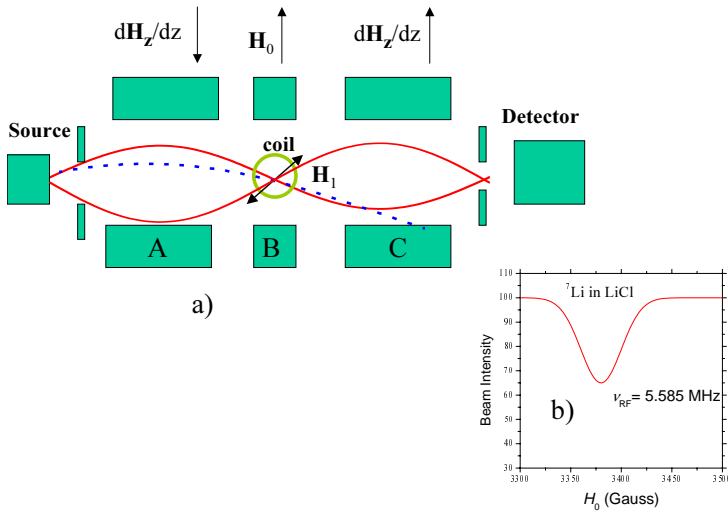 dH_z/dz
H_0
dH_z/dz
Source
Detector
coil
H_1
A
B
C
a)
110
100
90
80
70
60
50
40
30
Beam Intensity
^7Li in LiCl
b)
ν_RF= 5.585 MHz
3300
3350
3400
3450
3500
H_0 (Gauss)